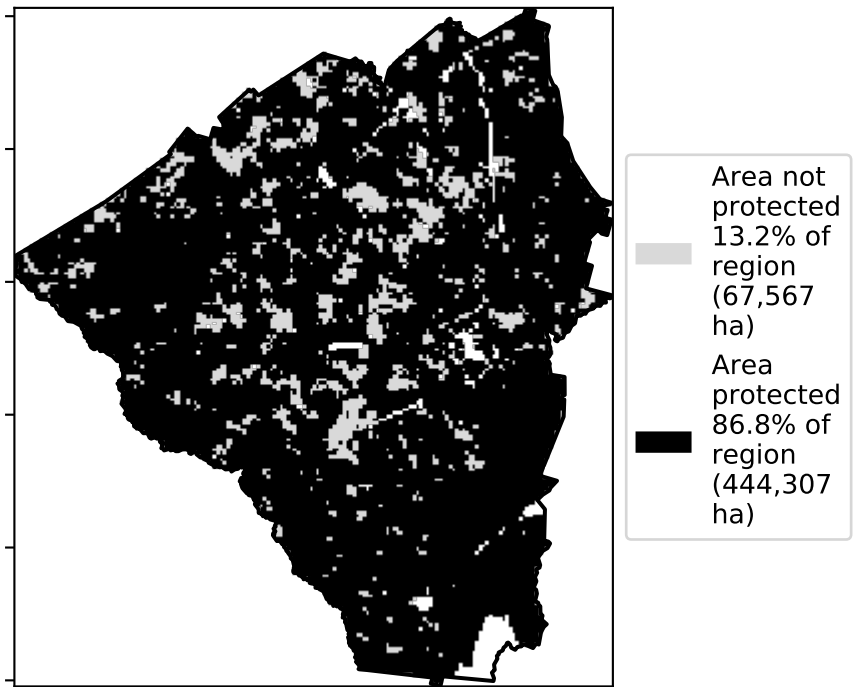 Area not
protected
13.2% of
region
(67,567
ha)
Area
protected
86.8% of
region
(444,307
ha)